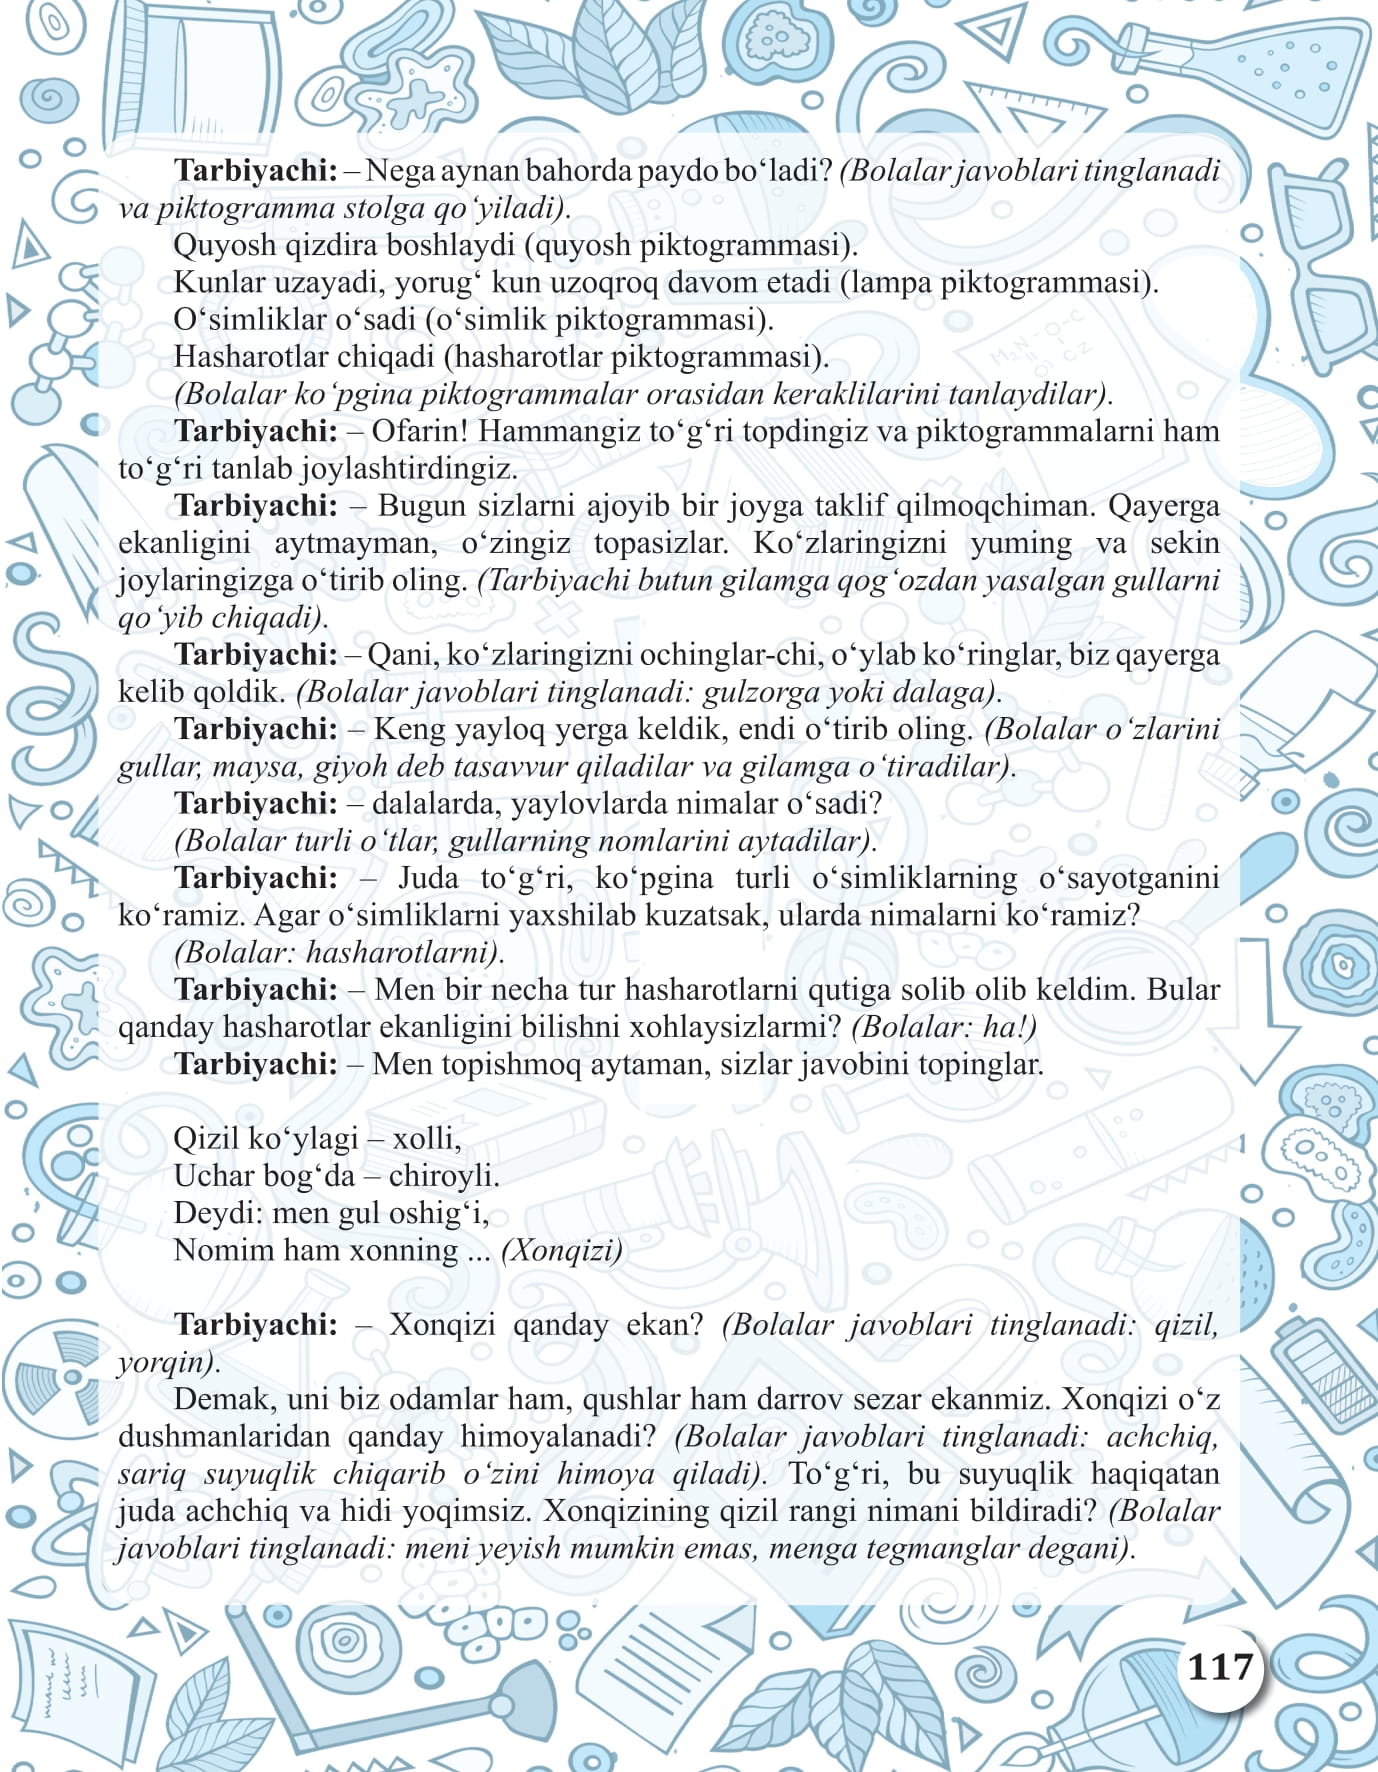 Tarbiyachi: – Nega aynan bahorda paydo bo‘ladi? (Bolalar javoblari tinglanadi
va piktogramma stolga qo‘yiladi).
Quyosh qizdira boshlaydi (quyosh piktogrammasi).
Kunlar uzayadi, yorug‘ kun uzoqroq davom etadi (lampa piktogrammasi).
O‘simliklar o‘sadi (o‘simlik piktogrammasi).
Hasharotlar chiqadi (hasharotlar piktogrammasi).
(Bolalar ko‘pgina piktogrammalar orasidan keraklilarini tanlaydilar).
Tarbiyachi: – Ofarin! Hammangiz to‘g‘ri topdingiz va piktogrammalarni ham
to‘g‘ri tanlab joylashtirdingiz.
Tarbiyachi: – Bugun sizlarni ajoyib bir joyga taklif qilmoqchiman. Qayerga
ekanligini aytmayman, o‘zingiz topasizlar. Ko‘zlaringizni yuming va sekin
joylaringizga o‘tirib oling. (Tarbiyachi butun gilamga qog‘ozdan yasalgan gullarni
qo‘yib chiqadi).
Tarbiyachi: – Qani, ko‘zlaringizni ochinglar-chi, o‘ylab ko‘ringlar, biz qayerga
kelib qoldik. (Bolalar javoblari tinglanadi: gulzorga yoki dalaga).
Tarbiyachi: – Keng yayloq yerga keldik, endi o‘tirib oling. (Bolalar o‘zlarini
gullar, maysa, giyoh deb tasavvur qiladilar va gilamga o‘tiradilar).
Tarbiyachi: – dalalarda, yaylovlarda nimalar o‘sadi?
(Bolalar turli o‘tlar, gullarning nomlarini aytadilar).
Tarbiyachi: – Juda to‘g‘ri, ko‘pgina turli o‘simliklarning o‘sayotganini
ko‘ramiz. Agar o‘simliklarni yaxshilab kuzatsak, ularda nimalarni ko‘ramiz?
(Bolalar: hasharotlarni).
Tarbiyachi: – Men bir necha tur hasharotlarni qutiga solib olib keldim. Bular
qanday hasharotlar ekanligini bilishni xohlaysizlarmi? (Bolalar: ha!)
Tarbiyachi: – Men topishmoq aytaman, sizlar javobini topinglar.
Qizil ko‘ylagi – xolli,
Uchar bog‘da – chiroyli.
Deydi: men gul oshig‘i,
Nomim ham xonning ... (Xonqizi)
Tarbiyachi: – Xonqizi qanday ekan? (Bolalar javoblari tinglanadi: qizil,
yorqin).
Demak, uni biz odamlar ham, qushlar ham darrov sezar ekanmiz. Xonqizi o‘z
dushmanlaridan qanday himoyalanadi? (Bolalar javoblari tinglanadi: achchiq,
sariq suyuqlik chiqarib o‘zini himoya qiladi). To‘g‘ri, bu suyuqlik haqiqatan
juda achchiq va hidi yoqimsiz. Xonqizining qizil rangi nimani bildiradi? (Bolalar
javoblari tinglanadi: meni yeyish mumkin emas, menga tegmanglar degani).
117